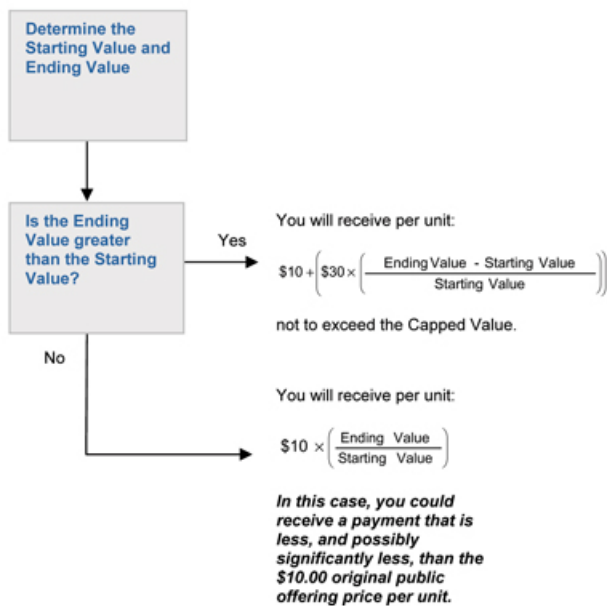 Determine the
Starting Value and
Ending Value
Is the Ending
Value greater
than the Starting
Value?
Yes
You will receive per unit:
$10 + ($30 × (Ending Value - Starting Value
Starting Value))
not to exceed the Capped Value.
No
You will receive per unit:
$10 × (Ending Value
Starting Value)
In this case, you could
receive a payment that is
less, and possibly
significantly less, than the
$10.00 original public
offering price per unit.